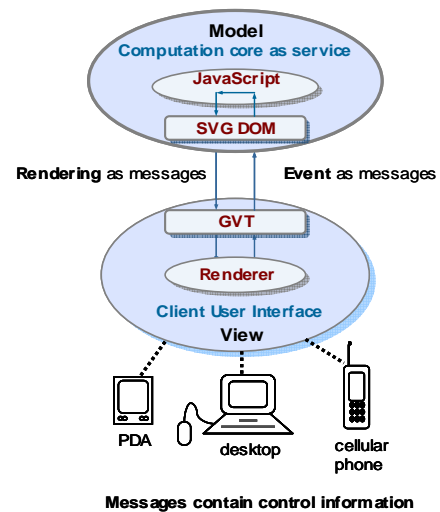 Model
Computation core as service
JavaScript
SVG DOM
Rendering as messages
Event as messages
GVT
Renderer
Client User Interface
View
PDA
desktop
cellular
phone
Messages contain control information